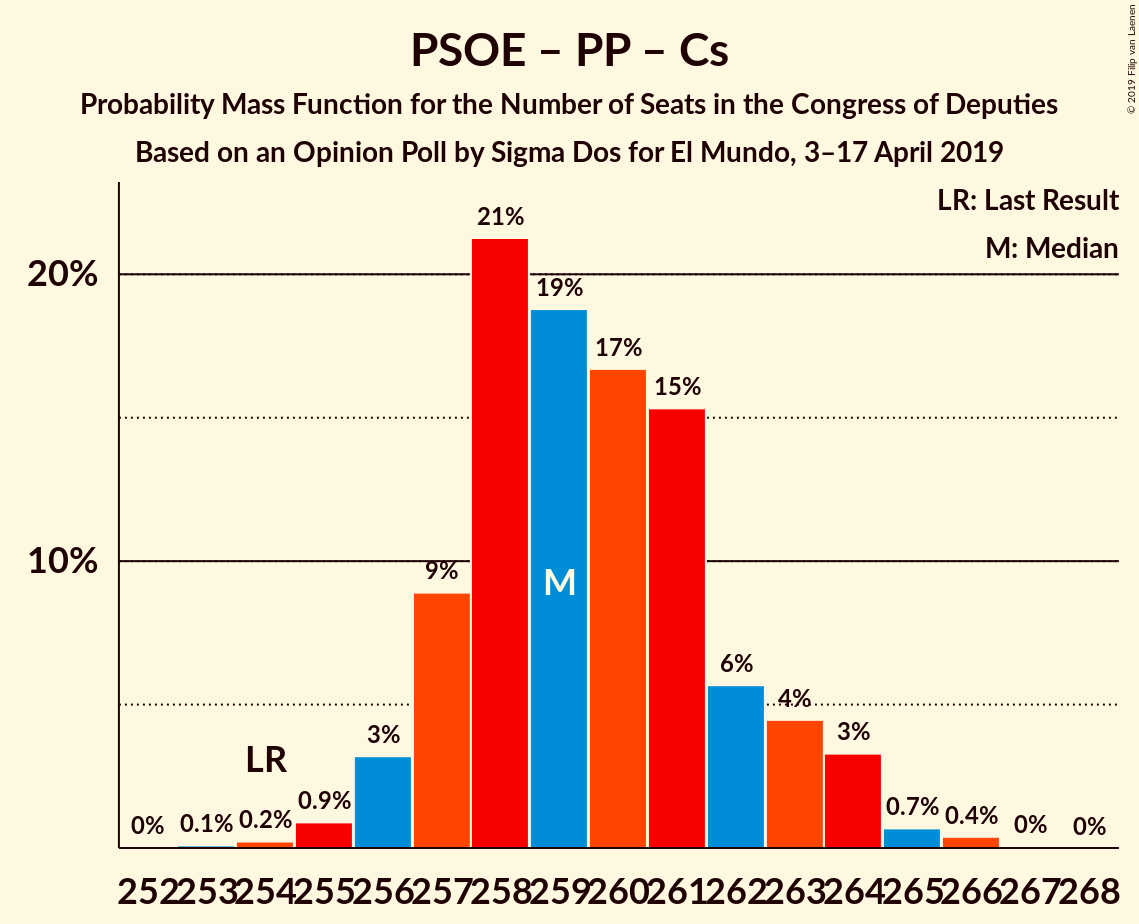 PSOE – PP – Cs
Probability Mass Function for the Number of Seats in the Congress of Deputies
Based on an Opinion Poll by Sigma Dos for El Mundo, 3–17 April 2019
© 2019 Filip van Laenen
LR: Last Result
M: Median
21%
20%
19%
17%
15%
10%
9%
M
6%
4%
3%
3%
LR
0.9%
0.7%
0.4%
0.2%
0.1%
0%
0%
0%
252 253 254 255 256 257 258 259 260 261 262 263 264 265 266 267 268